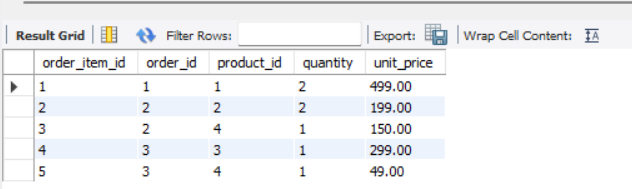 Result Grid Filter Rows: Export: Wrap Cell Content: IA
order_item_id order_id product_id quantity unit_price
1 1 1 2 499.00
2 2 2 2 199.00
3 2 4 1 150.00
4 3 3 1 299.00
5 3 4 1 49.00